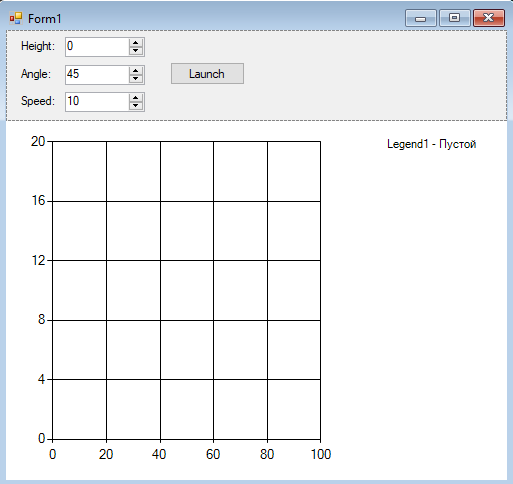 Form1
Height: 0
Angle: 45 Launch
Speed: 10
Legend1 - Пустой
20
16
12
8
4
0
0 20 40 60 80 100